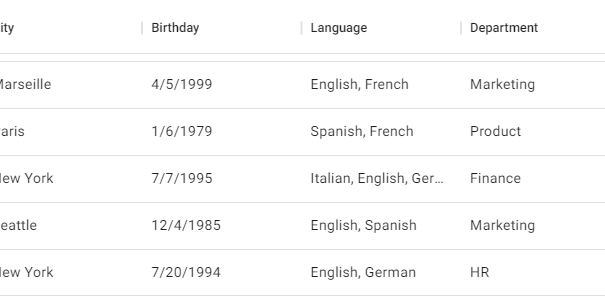 ity Birthday Language Department
Marseille 4/5/1999 English, French Marketing
aris 1/6/1979 Spanish, French Product
New York 7/7/1995 Italian, English, Ger... Finance
eattle 12/4/1985 English, Spanish Marketing
New York 7/20/1994 English, German HR